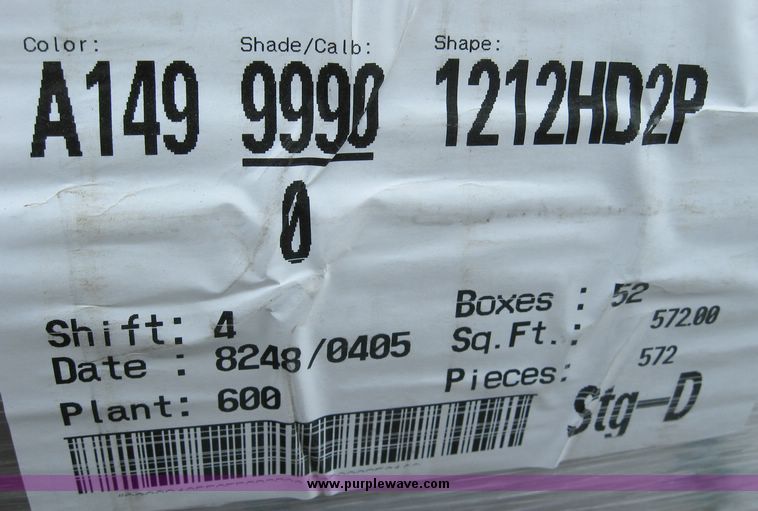 Color: Shade/Calb: Shape:
A149 9990 1212HD2P
0
Shift: 4 Boxes : 52
Date : 8248/0405 Sq.Ft.: 572.00
Plant: 600 Pieces: 572
Stg-D
www.purplewave.com